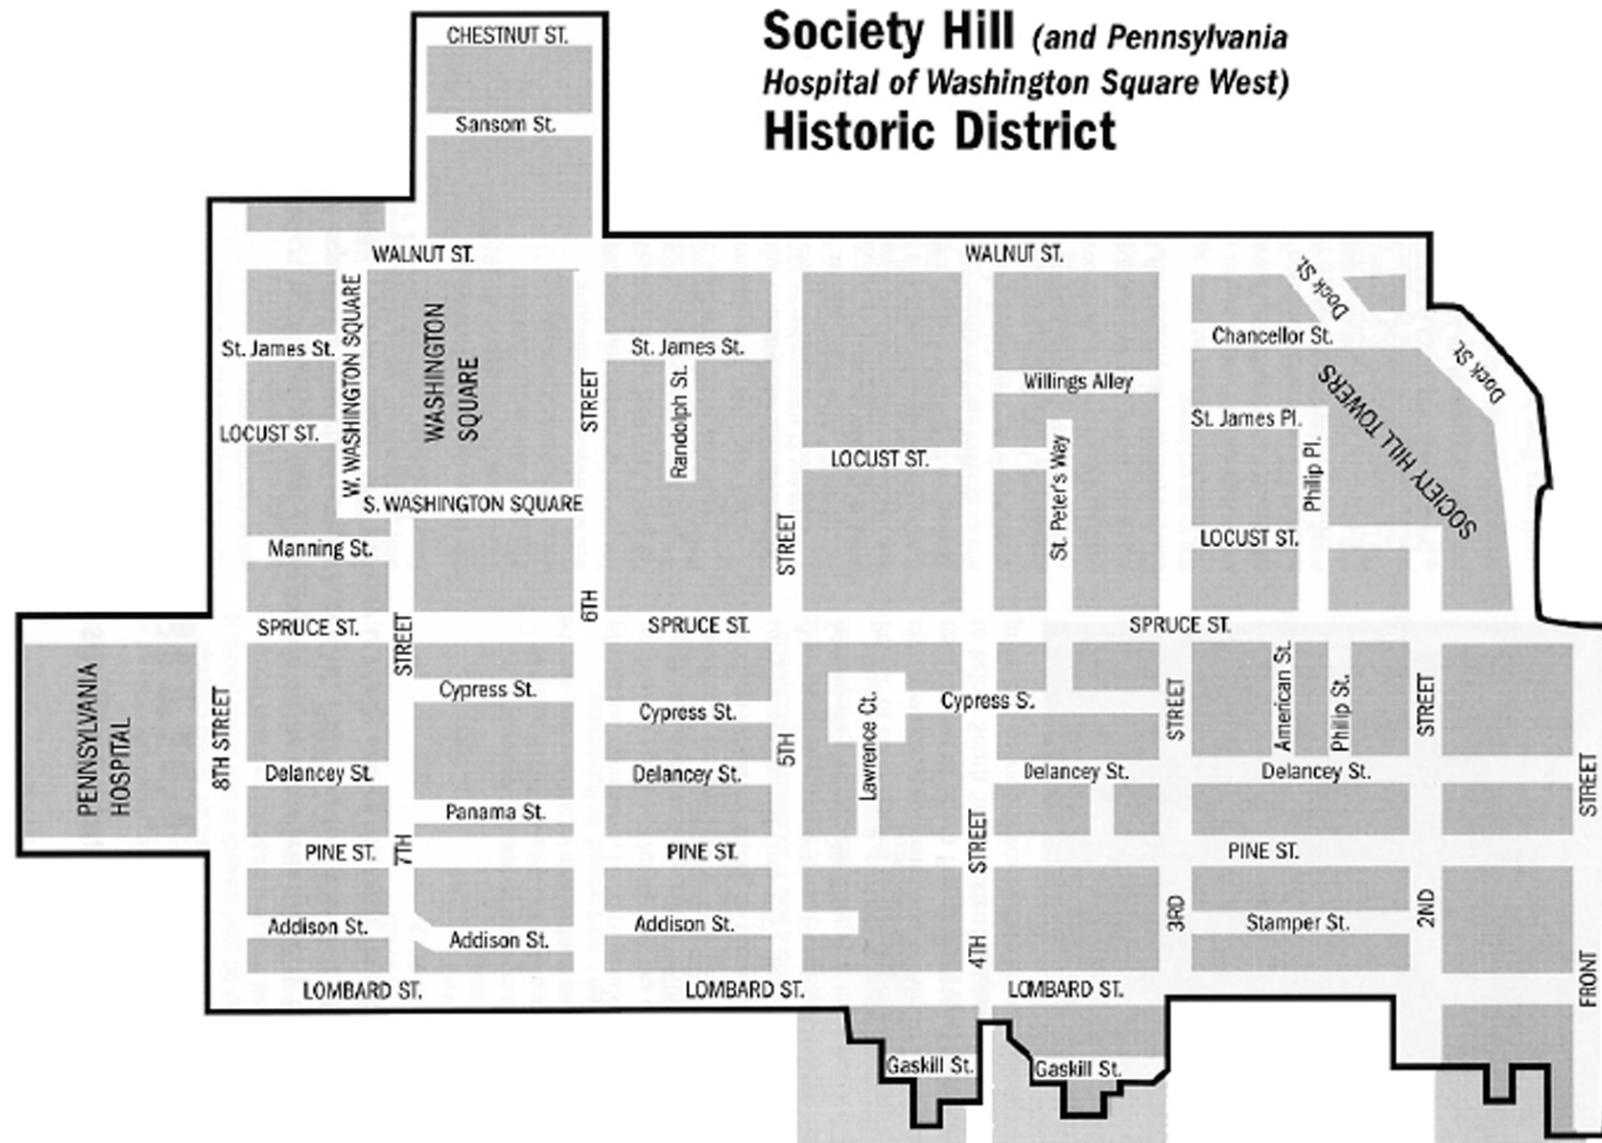 Society Hill (and Pennsylvania
Hospital of Washington Square West)
Historic District
CHESTNUT ST.
Sansom St.
WALNUT ST.
WALNUT ST.
Dock St.
Chancellor St.
Dock St.
W. WASHINGTON SQUARE
WASHINGTON
SQUARE
St. James St.
St. James St.
Randolph St.
STREET
Willings Alley
SOCIETY HILL TOWERS
St. James Pl.
Phillip Pl.
LOCUST ST.
LOCUST ST.
St. Peter's Way
S. WASHINGTON SQUARE
LOCUST ST.
Manning St.
STREET
6TH
SPRUCE ST.
STREET
SPRUCE ST.
SPRUCE ST.
PENNSYLVANIA
HOSPITAL
8TH STREET
Cypress St.
Cypress St.
Lawrence Ct.
Cypress S.
STREET
American St.
Philip St.
STREET
5TH
Delancey St.
Delancey St.
Delancey St.
Delancey St.
STREET
Panama St.
STREET
7TH
PINE ST.
PINE ST.
PINE ST.
Addison St.
Addison St.
Addison St.
4TH
3RD
Stamper St.
2ND
FRONT
LOMBARD ST.
LOMBARD ST.
LOMBARD ST.
Gaskill St.
Gaskill St.